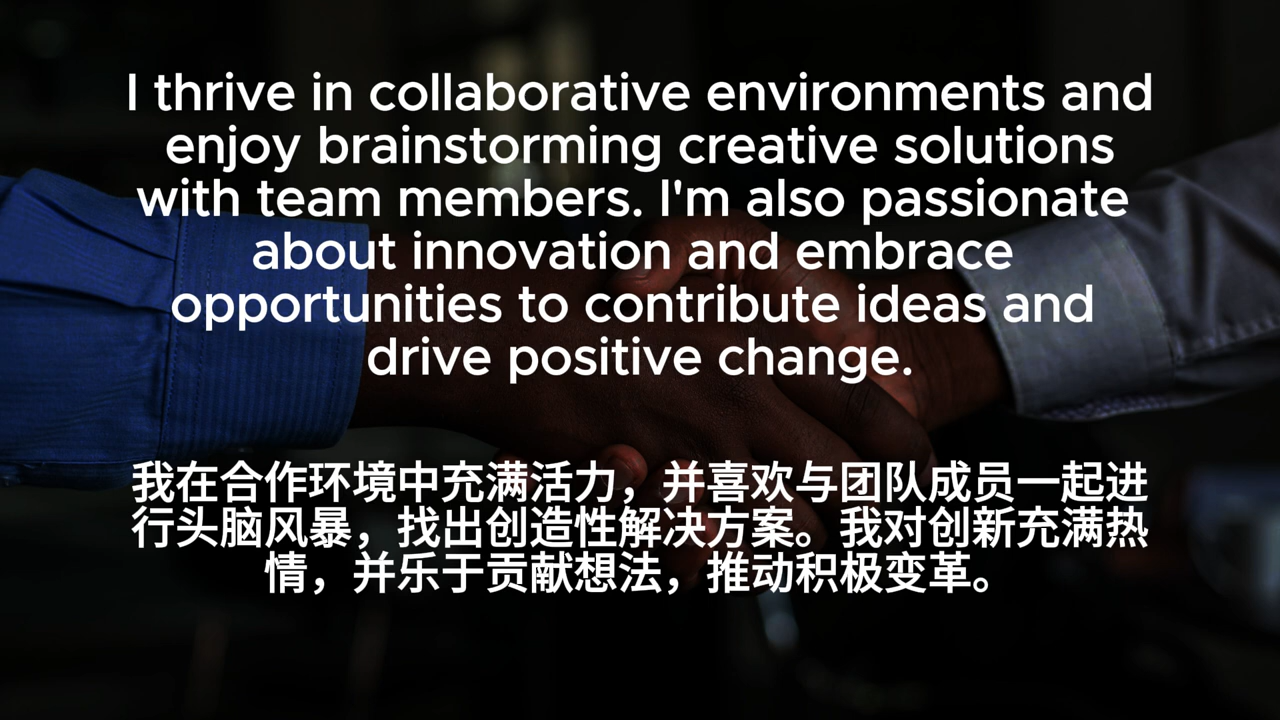 I thrive in collaborative environments and
enjoy brainstorming creative solutions
with team members. I'm also passionate
about innovation and embrace
opportunities to contribute ideas and
drive positive change.
我在合作环境中充满活力，并喜欢与团队成员一起进
行头脑风暴，找出创造性解决方案。我对创新充满热
情，并乐于贡献想法，推动积极变革。